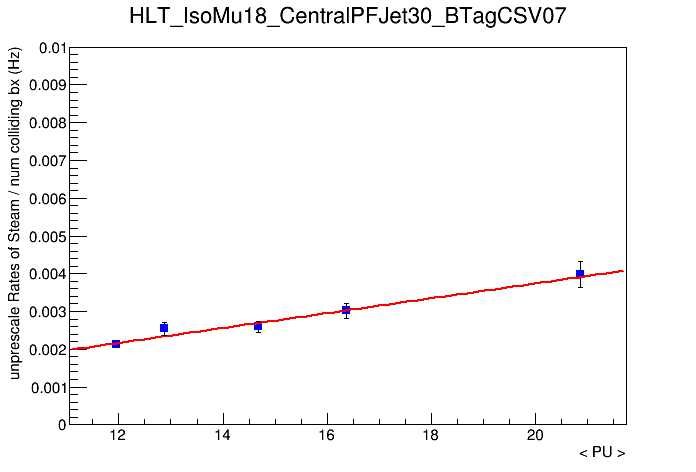 HLT_IsoMu18_CentralPFJet30_BTagCSV07
unprescale Rates of Steam / num colliding bx (Hz)
0.01
0.009
0.008
0.007
0.006
0.005
0.004
0.003
0.002
0.001
0
12 14 16 18 20
< PU >